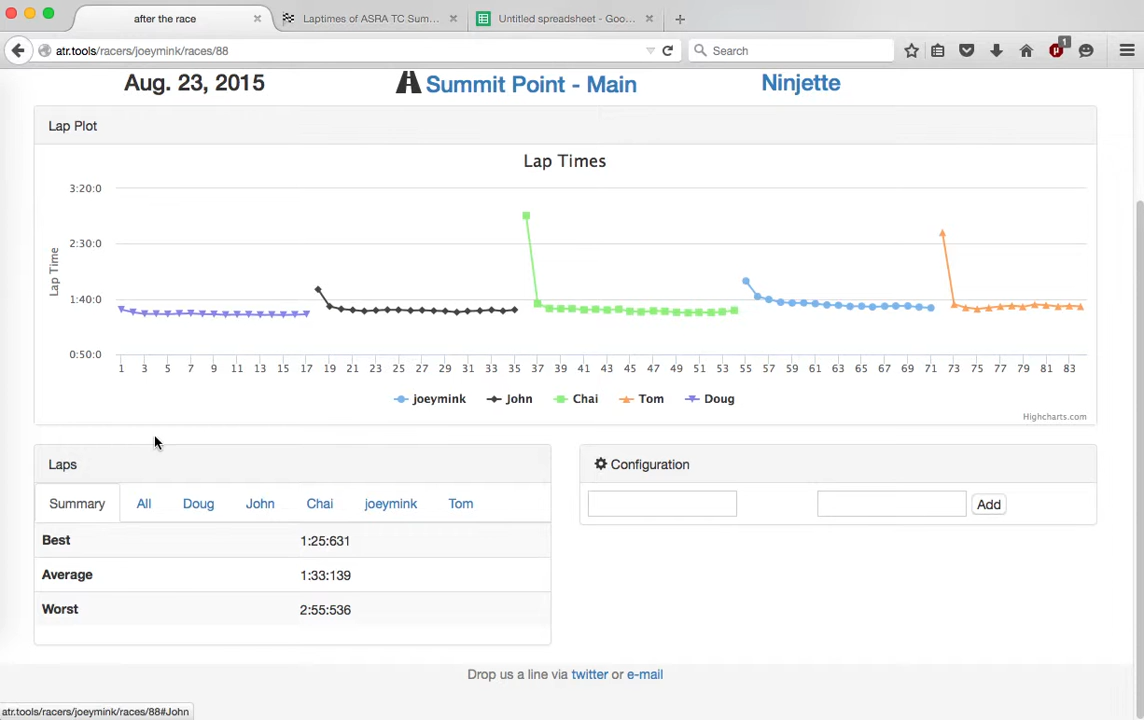 after the race
Laptimes of ASRA TC Sum...
Untitled spreadsheet - Goo...
atr.tools/racers/joeymink/races/88
Search
1
Aug. 23, 2015
Summit Point - Main
Ninjette
Lap Plot
Lap Times
3:20:0
2:30:0
1:40:0
0:50:0
Lap Time
1 3 5 7 9 11 13 15 17 19 21 23 25 27 29 31 33 35 37 39 41 43 45 47 49 51 53 55 57 59 61 63 65 67 69 71 73 75 77 79 81 83
joeymink John Chai Tom Doug
Highcharts.com
Laps
Configuration
Summary All Doug John Chai joeymink Tom
Add
Best 1:25:631
Average 1:33:139
Worst 2:55:536
Drop us a line via twitter or e-mail
atr.tools/racers/joeymink/races/88#John